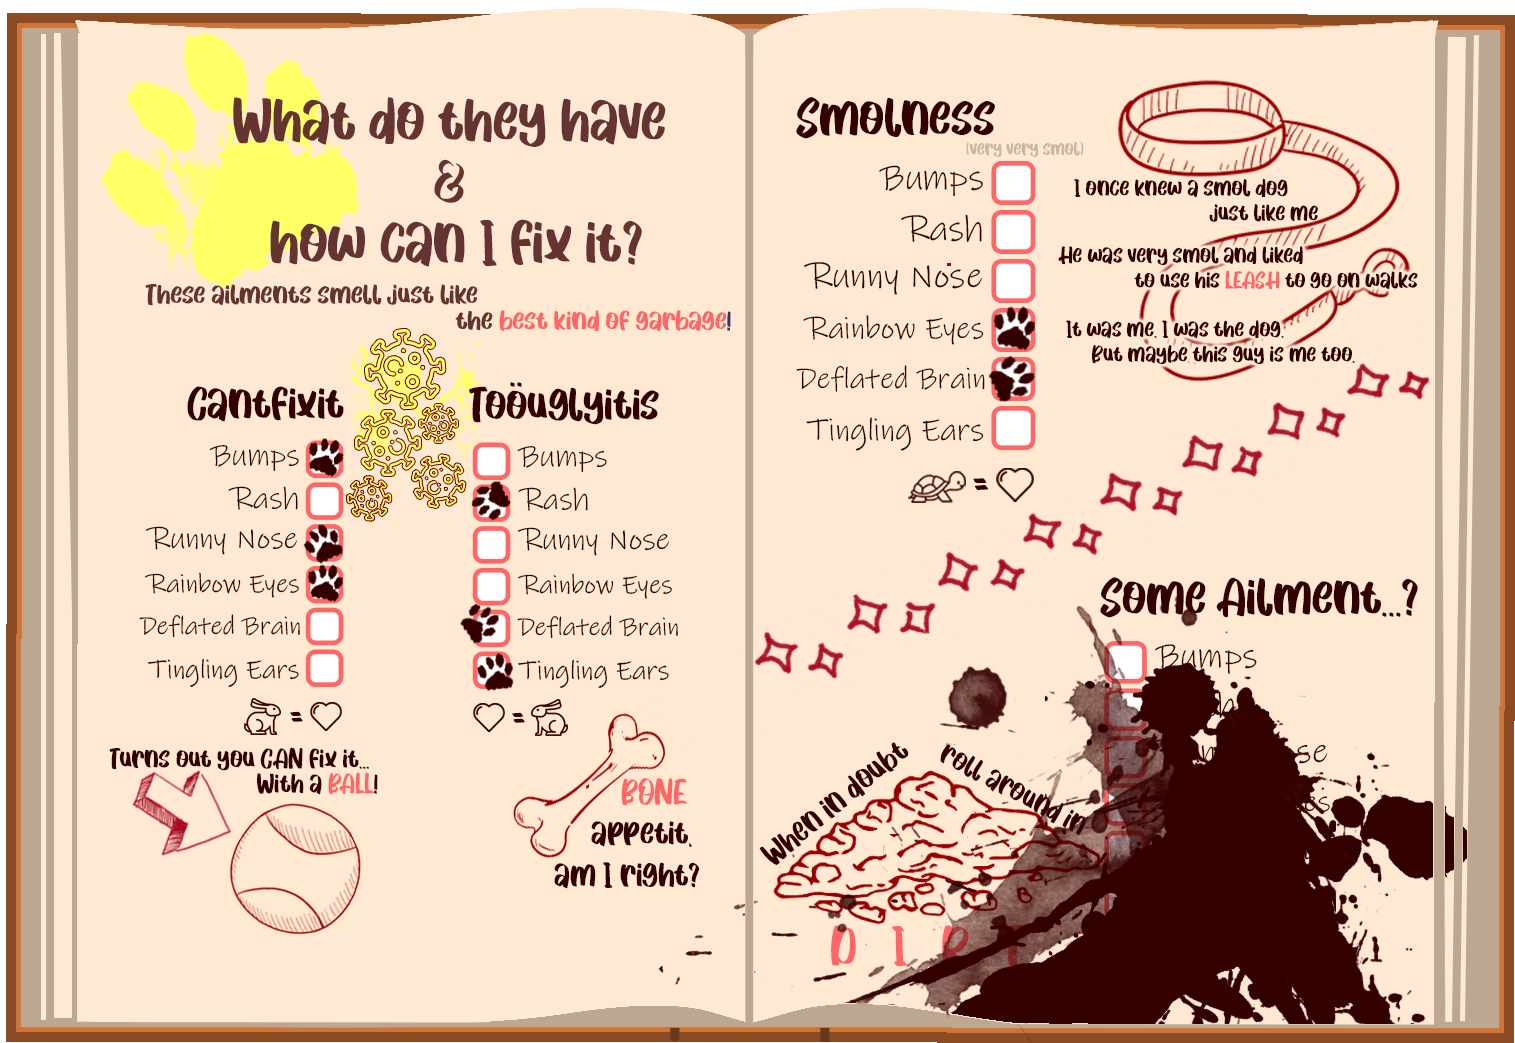 What do they have
&
how can I fix it?
These ailments smell just like
the best kind of garbage!
Cantfixit
Bumps
Rash
Runny Nose
Rainbow Eyes
Deflated Brain
Tingling Ears
=
Turns out you CAN fix it...
With a BALL!
Toöuglyitis
Bumps
Rash
Runny Nose
Rainbow Eyes
Deflated Brain
Tingling Ears
=
BONE
appetit,
am I right?
Smolness
(very very smol)
Bumps
Rash
Runny Nose
Rainbow Eyes
Deflated Brain
Tingling Ears
=
I once knew a smol dog
just like me
He was very smol and liked
to use his LEASH to go on walks
It was me. I was the dog.
But maybe this guy is me too.
Some Ailment...?
Bumps
When in doubt
roll around in
DIRT